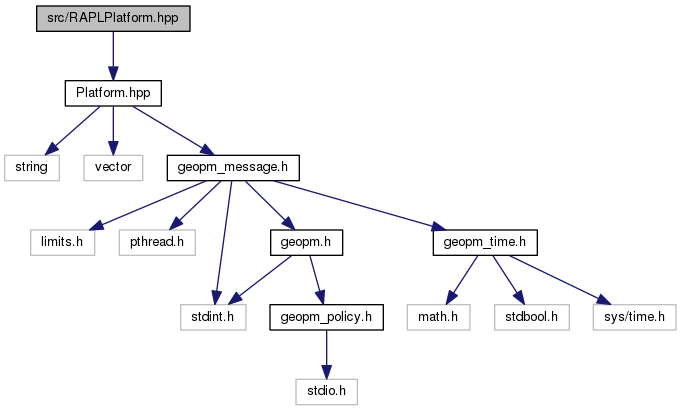 src/RAPLPlatform.hpp
Platform.hpp
string
vector
geopm_message.h
limits.h
pthread.h
geopm.h
geopm_time.h
stdint.h
geopm_policy.h
math.h
stdbool.h
sys/time.h
stdio.h